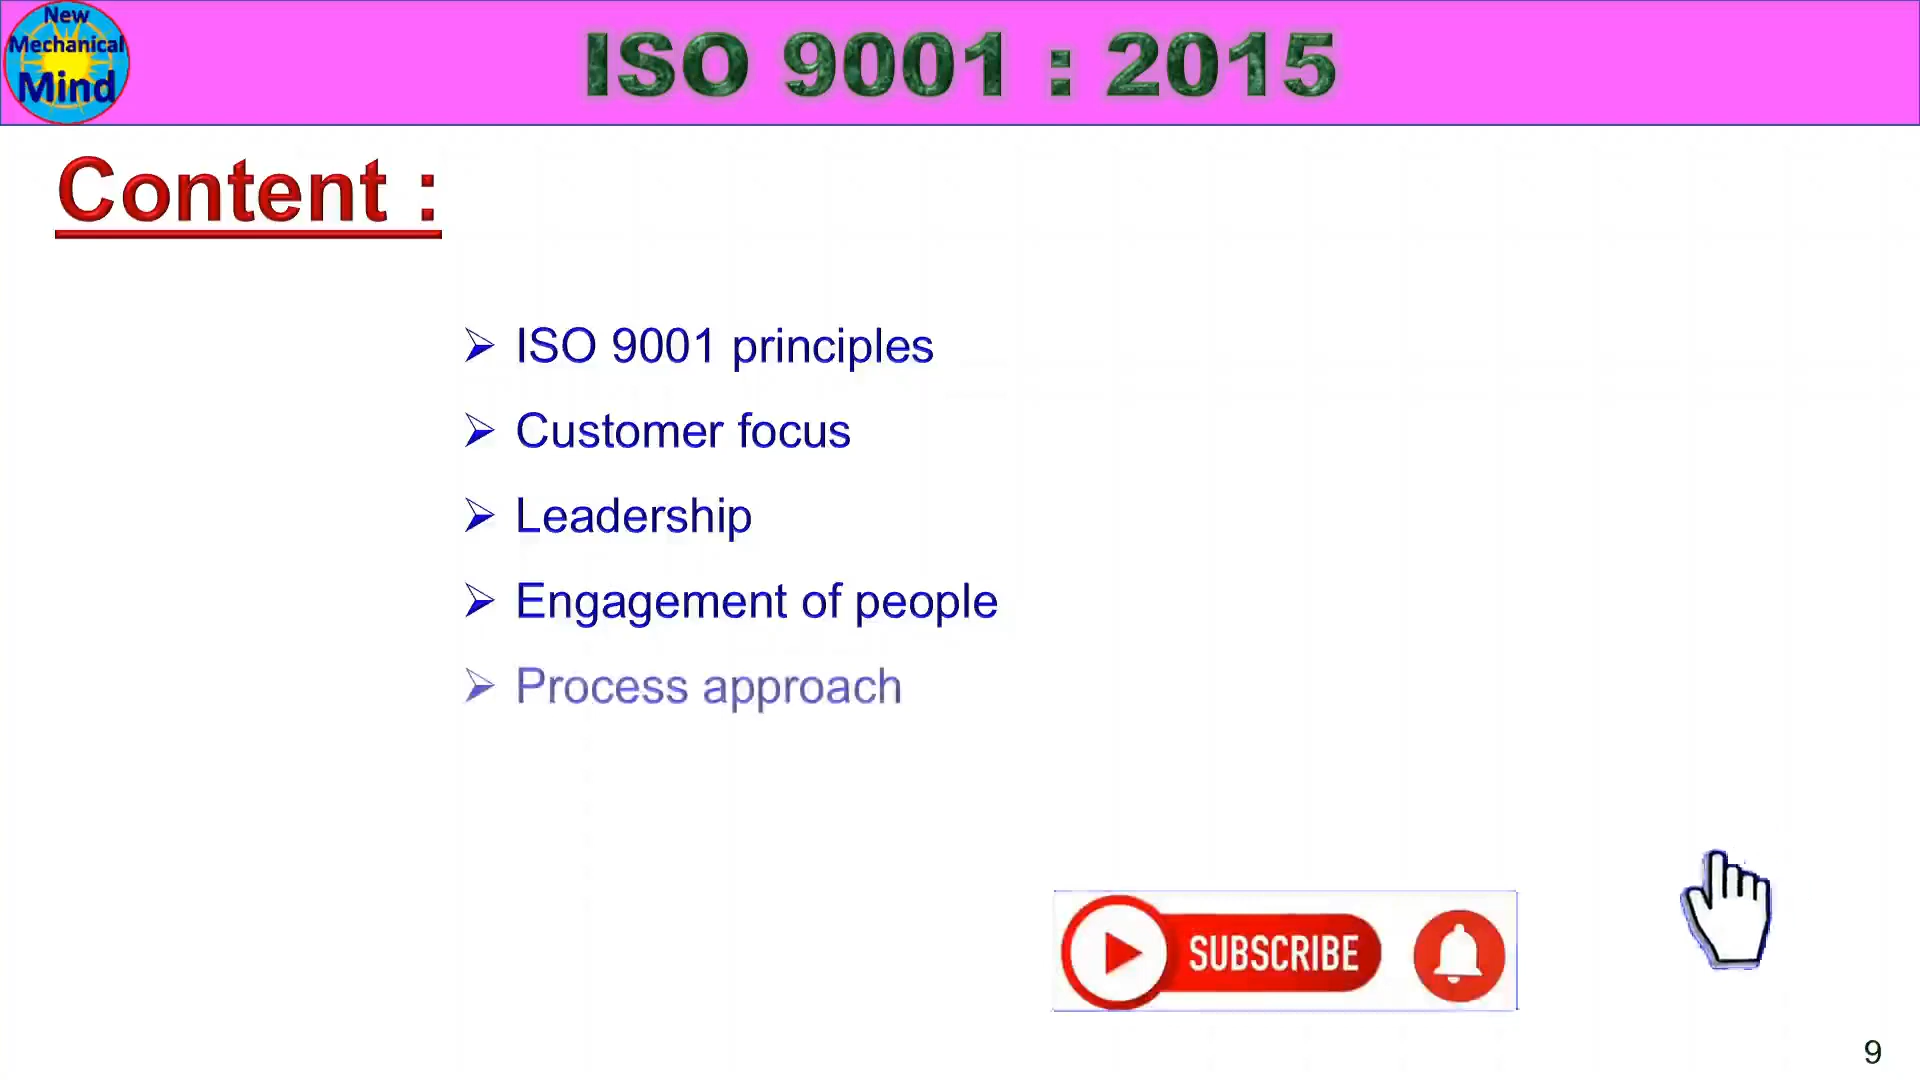 New
Mechanical
Mind
ISO 9001 : 2015
Content :
ISO 9001 principles
Customer focus
Leadership
Engagement of people
Process approach
SUBSCRIBE
9